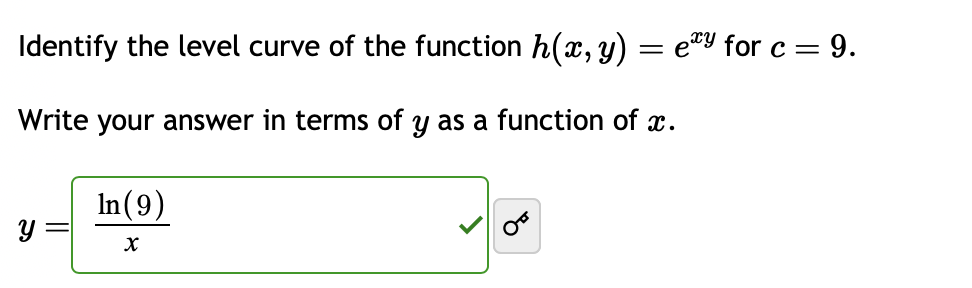 Identify the level curve of the function h(x, y) = e^{xy} for c = 9.
Write your answer in terms of y as a function of x.
y = \frac{ln(9)}{x}